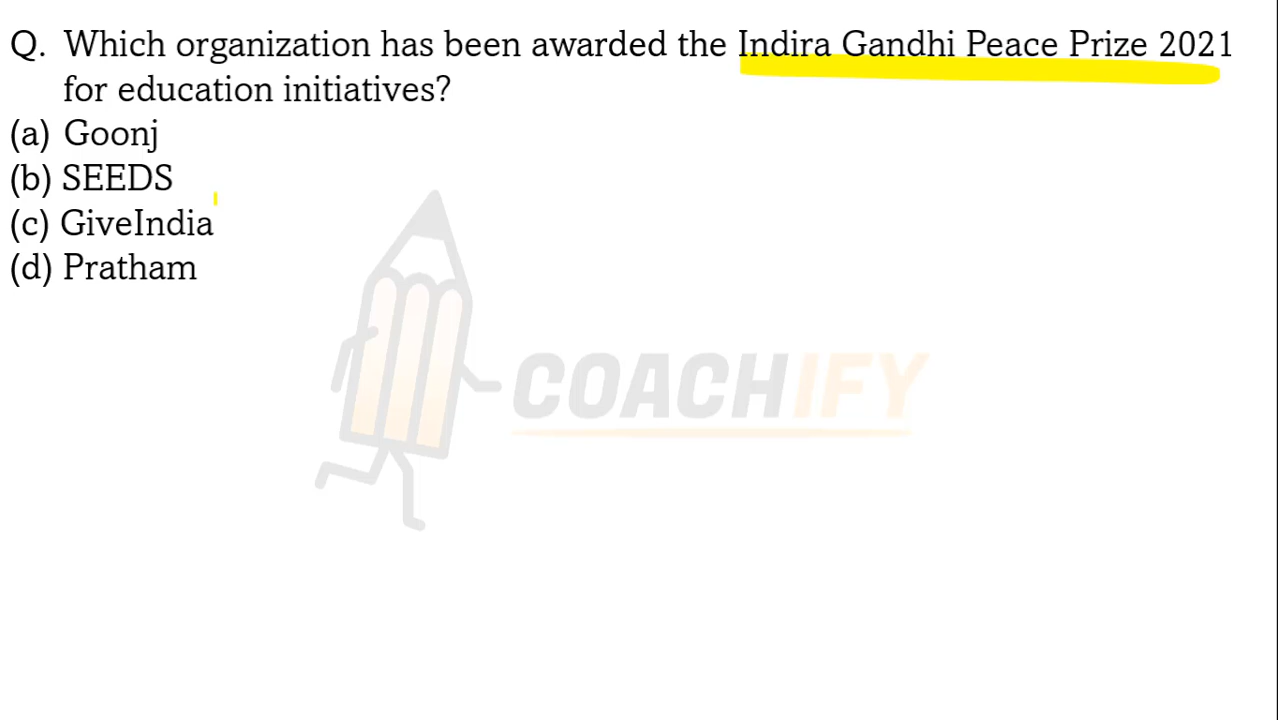 Q. Which organization has been awarded the Indira Gandhi Peace Prize 2021
for education initiatives?
(a) Goonj
(b) SEEDS
(c) GiveIndia
(d) Pratham
COACHIFY